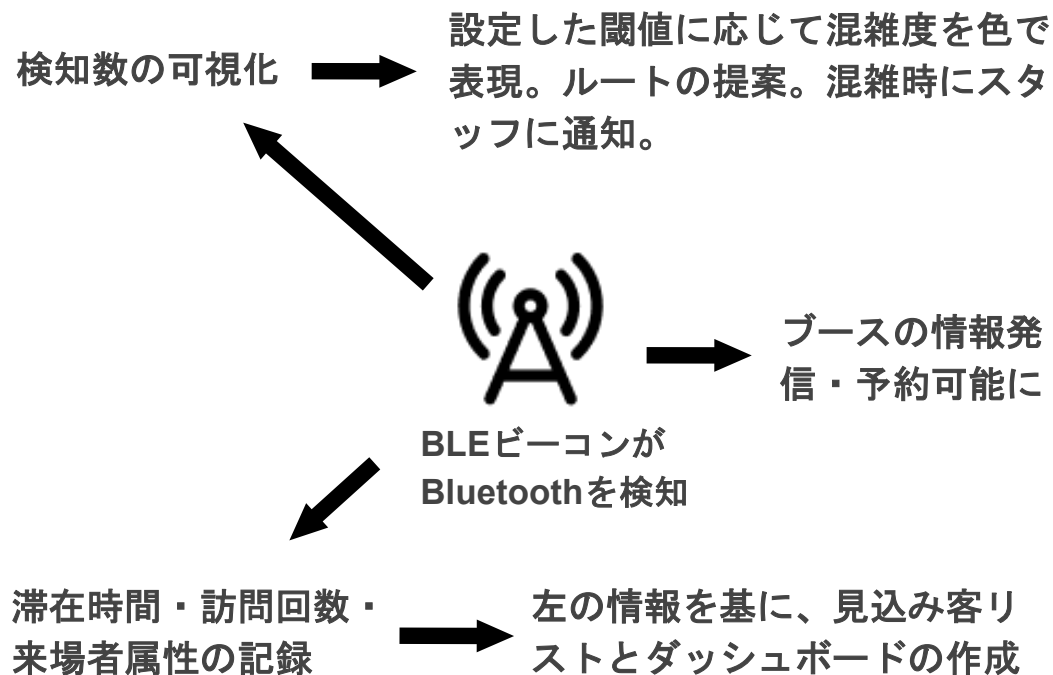 検知数の可視化
設定した閾値に応じて混雑度を色で
表現。ルートの提案。混雑時にスタ
ッフに通知。
ブースの情報発
信・予約可能に
BLEビーコンが
Bluetoothを検知
滞在時間・訪問回数・
来場者属性の記録
左の情報を基に、見込み客リ
ストとダッシュボードの作成